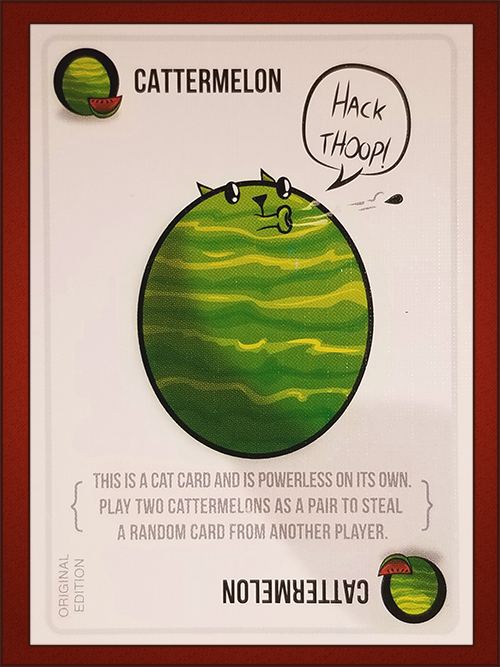 CATTERMELON
HACK
THOOP!
THIS IS A CAT CARD AND IS POWERLESS ON ITS OWN.
PLAY TWO CATTERMELONS AS A PAIR TO STEAL
A RANDOM CARD FROM ANOTHER PLAYER.
ORIGINAL
EDITION
CATTERMELON